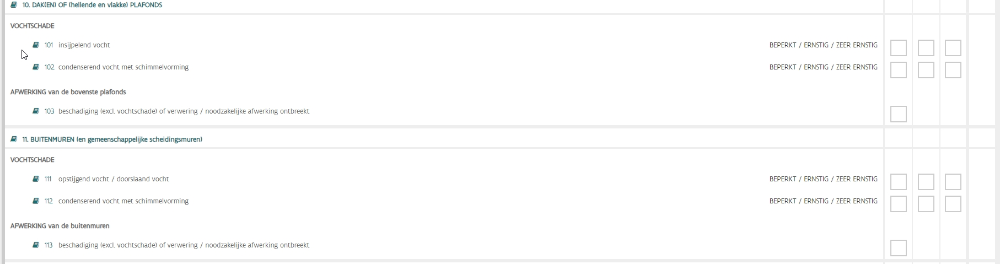 10. DAK(EN) OF (hellende en vlakke) PLAFONDS
VOCHTSCHADE
101 insijpelend vocht BEPERKT / ERNSTIG / ZEER ERNSTIG
102 condenserend vocht met schimmelvorming BEPERKT / ERNSTIG / ZEER ERNSTIG
AFWERKING van de bovenste plafonds
103 beschadiging (excl. vochtschade) of verwering / noodzakelijke afwerking ontbreekt
11. BUITENMUREN (en gemeenschappelijke scheidingsmuren)
VOCHTSCHADE
111 opstijgend vocht / doorslaand vocht BEPERKT / ERNSTIG / ZEER ERNSTIG
112 condenserend vocht met schimmelvorming BEPERKT / ERNSTIG / ZEER ERNSTIG
AFWERKING van de buitenmuren
113 beschadiging (excl. vochtschade) of verwering / noodzakelijke afwerking ontbreekt